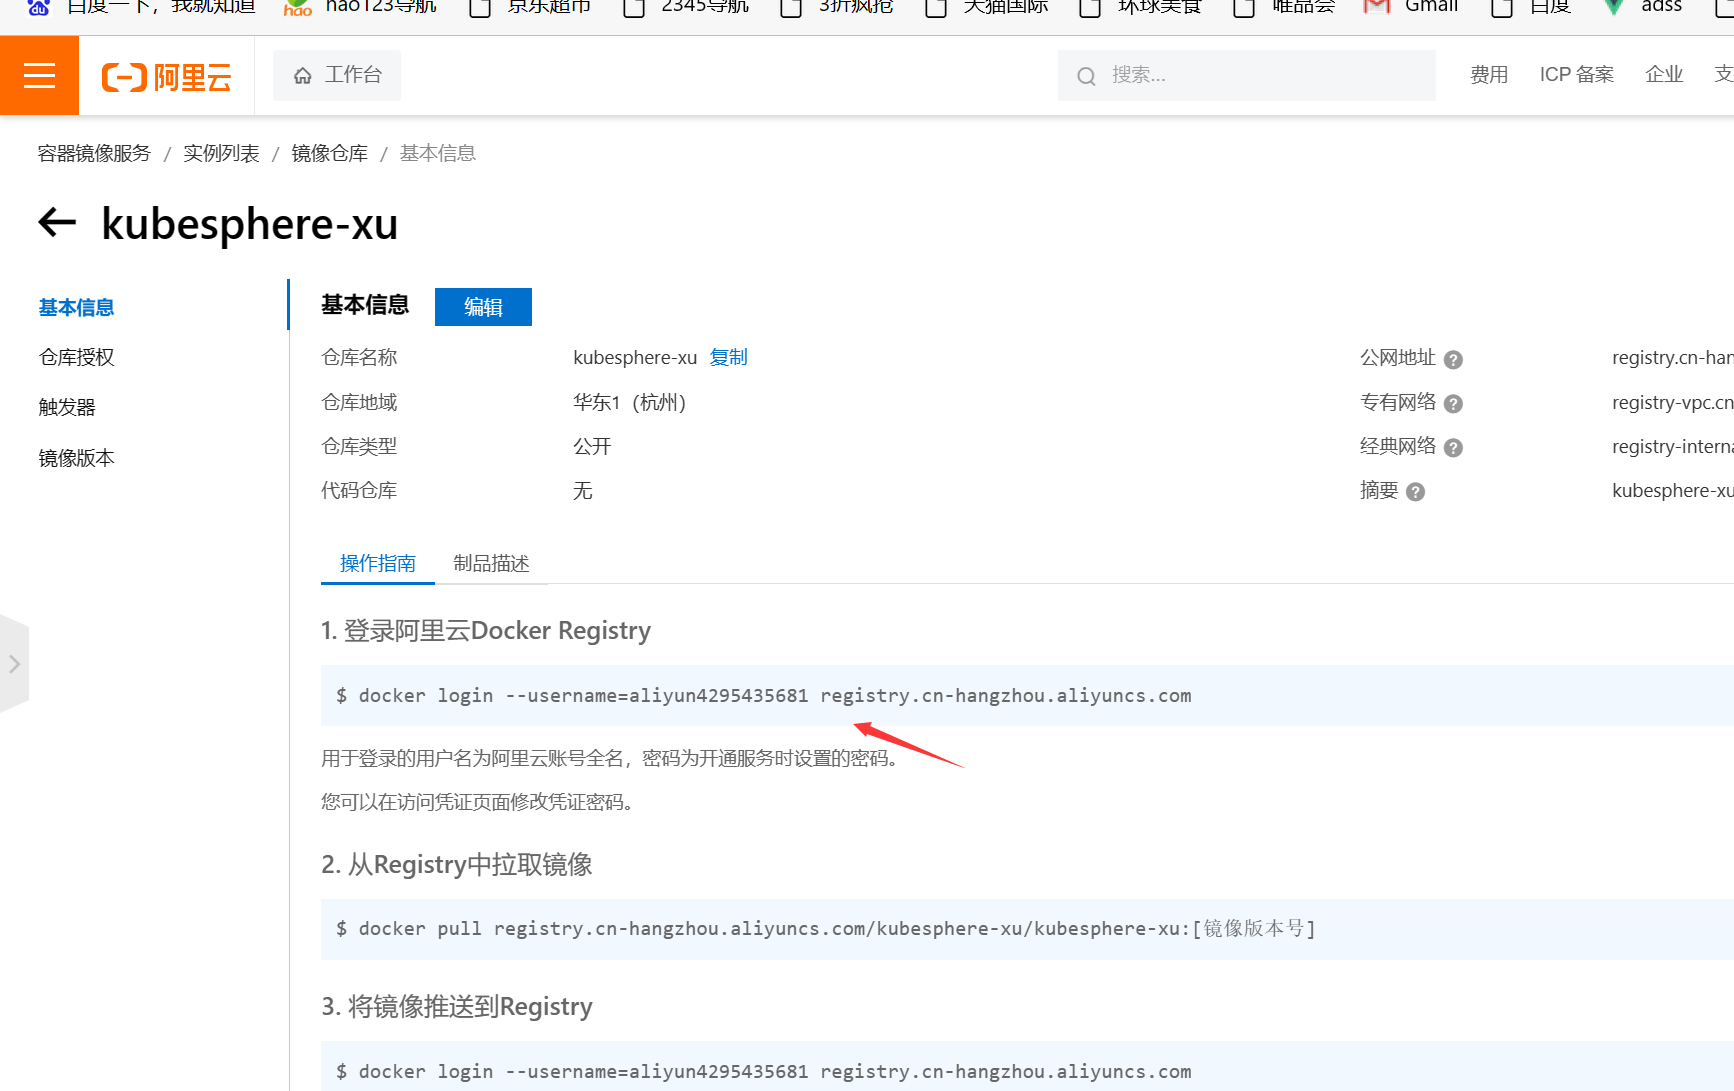 百度一下，我就知道 hao123导航 京东超市 2345导航 3折疯抢 天猫国际 环球美食 唯品会 Gmail 百度 adss
阿里云 工作台 搜索... 费用 ICP 备案 企业 支
容器镜像服务 / 实例列表 / 镜像仓库 / 基本信息
kubesphere-xu
基本信息
仓库授权
触发器
镜像版本
基本信息 编辑
仓库名称 kubesphere-xu 复制 公网地址 registry.cn-han
仓库地域 华东1（杭州） 专有网络 registry-vpc.cn
仓库类型 公开 经典网络 registry-interna
代码仓库 无 摘要 kubesphere-xu
操作指南 制品描述
1. 登录阿里云Docker Registry
$ docker login --username=aliyun4295435681 registry.cn-hangzhou.aliyuncs.com
用于登录的用户名为阿里云账号全名，密码为开通服务时设置的密码。
您可以在访问凭证页面修改凭证密码。
2. 从Registry中拉取镜像
$ docker pull registry.cn-hangzhou.aliyuncs.com/kubesphere-xu/kubesphere-xu:[镜像版本号]
3. 将镜像推送到Registry
$ docker login --username=aliyun4295435681 registry.cn-hangzhou.aliyuncs.com